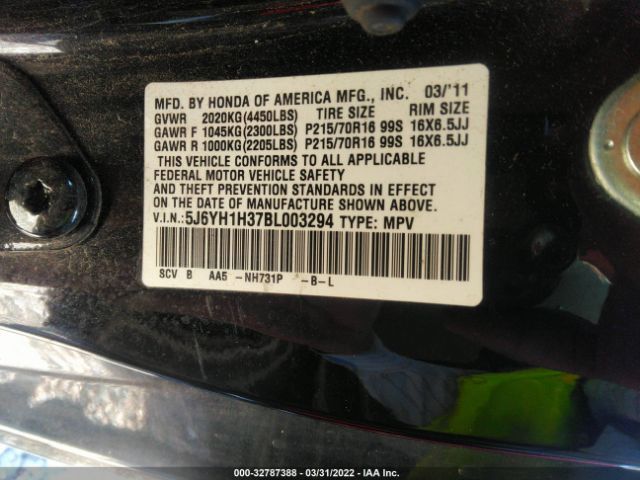 MFD. BY HONDA OF AMERICA MFG., INC. 03/'11
GVWR 2020KG(4450LBS) TIRE SIZE RIM SIZE
GAWR F 1045KG(2300LBS) P215/70R16 99S 16X6.5JJ
GAWR R 1000KG(2205LBS) P215/70R16 99S 16X6.5JJ
THIS VEHICLE CONFORMS TO ALL APPLICABLE
FEDERAL MOTOR VEHICLE SAFETY
AND THEFT PREVENTION STANDARDS IN EFFECT
ON THE DATE OF MANUFACTURE SHOWN ABOVE.
V.I.N.: 5J6YH1H37BL003294 TYPE: MPV
SCV B AA5 -NH731P -B-L
000-32787388 - 03/31/2022 - IAA Inc.